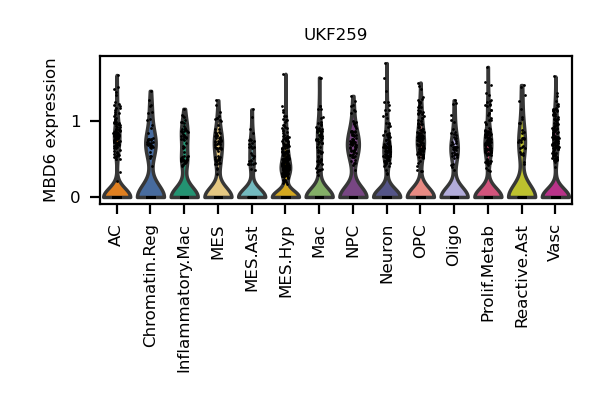 UKF259
MBD6 expression
1
0
AC
Chromatin.Reg
Inflammatory.Mac
MES
MES.Ast
MES.Hyp
Mac
NPC
Neuron
OPC
Oligo
Prolif.Metab
Reactive.Ast
Vasc